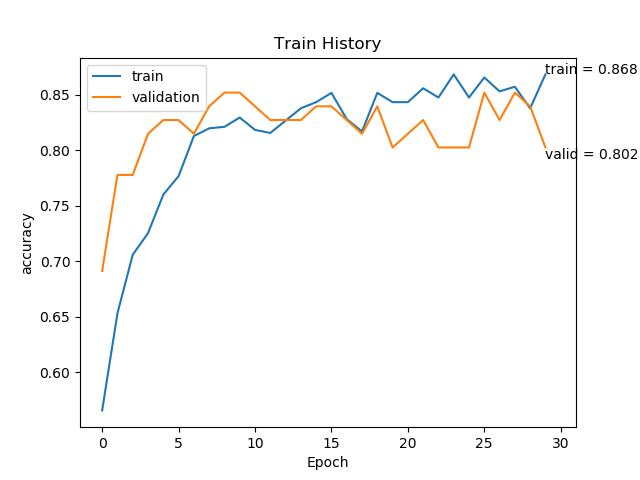 Train History
train
validation
train = 0.868
valid = 0.802
accuracy
0.85
0.80
0.75
0.70
0.65
0.60
0
5
10
15
20
25
30
Epoch